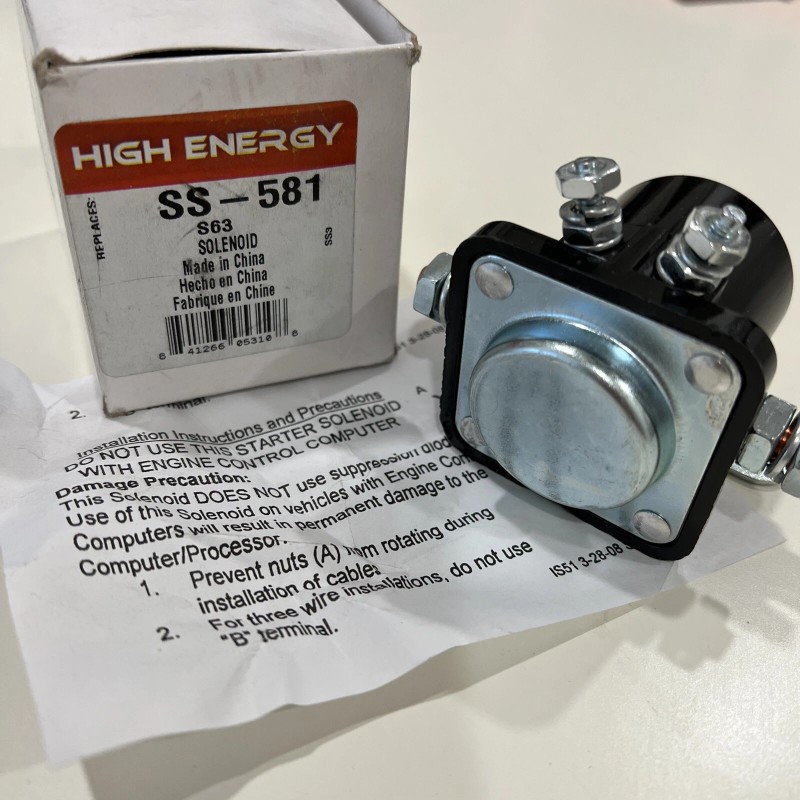 HIGH ENERGY
SS-581
REPLACES:
S63
SS3
SOLENOID
Made in China
Hecho en China
Fabrique en Chine
6 41266 05310 8
2. terminal.
A
Installation Instructions and Precautions
DO NOT USE THIS STARTER SOLENOID
WITH ENGINE CONTROL COMPUTER
Damage Precaution:
This Solenoid DOES NOT use suppression
Use of this Solenoid on vehicles with Engine
Computers will result in permanent damage to the
Computer/Processor.
1. Prevent nuts (A) from rotating during
installation of cables
2. For three wire installations, do not use
"B" terminal.
IS51 3-28-08